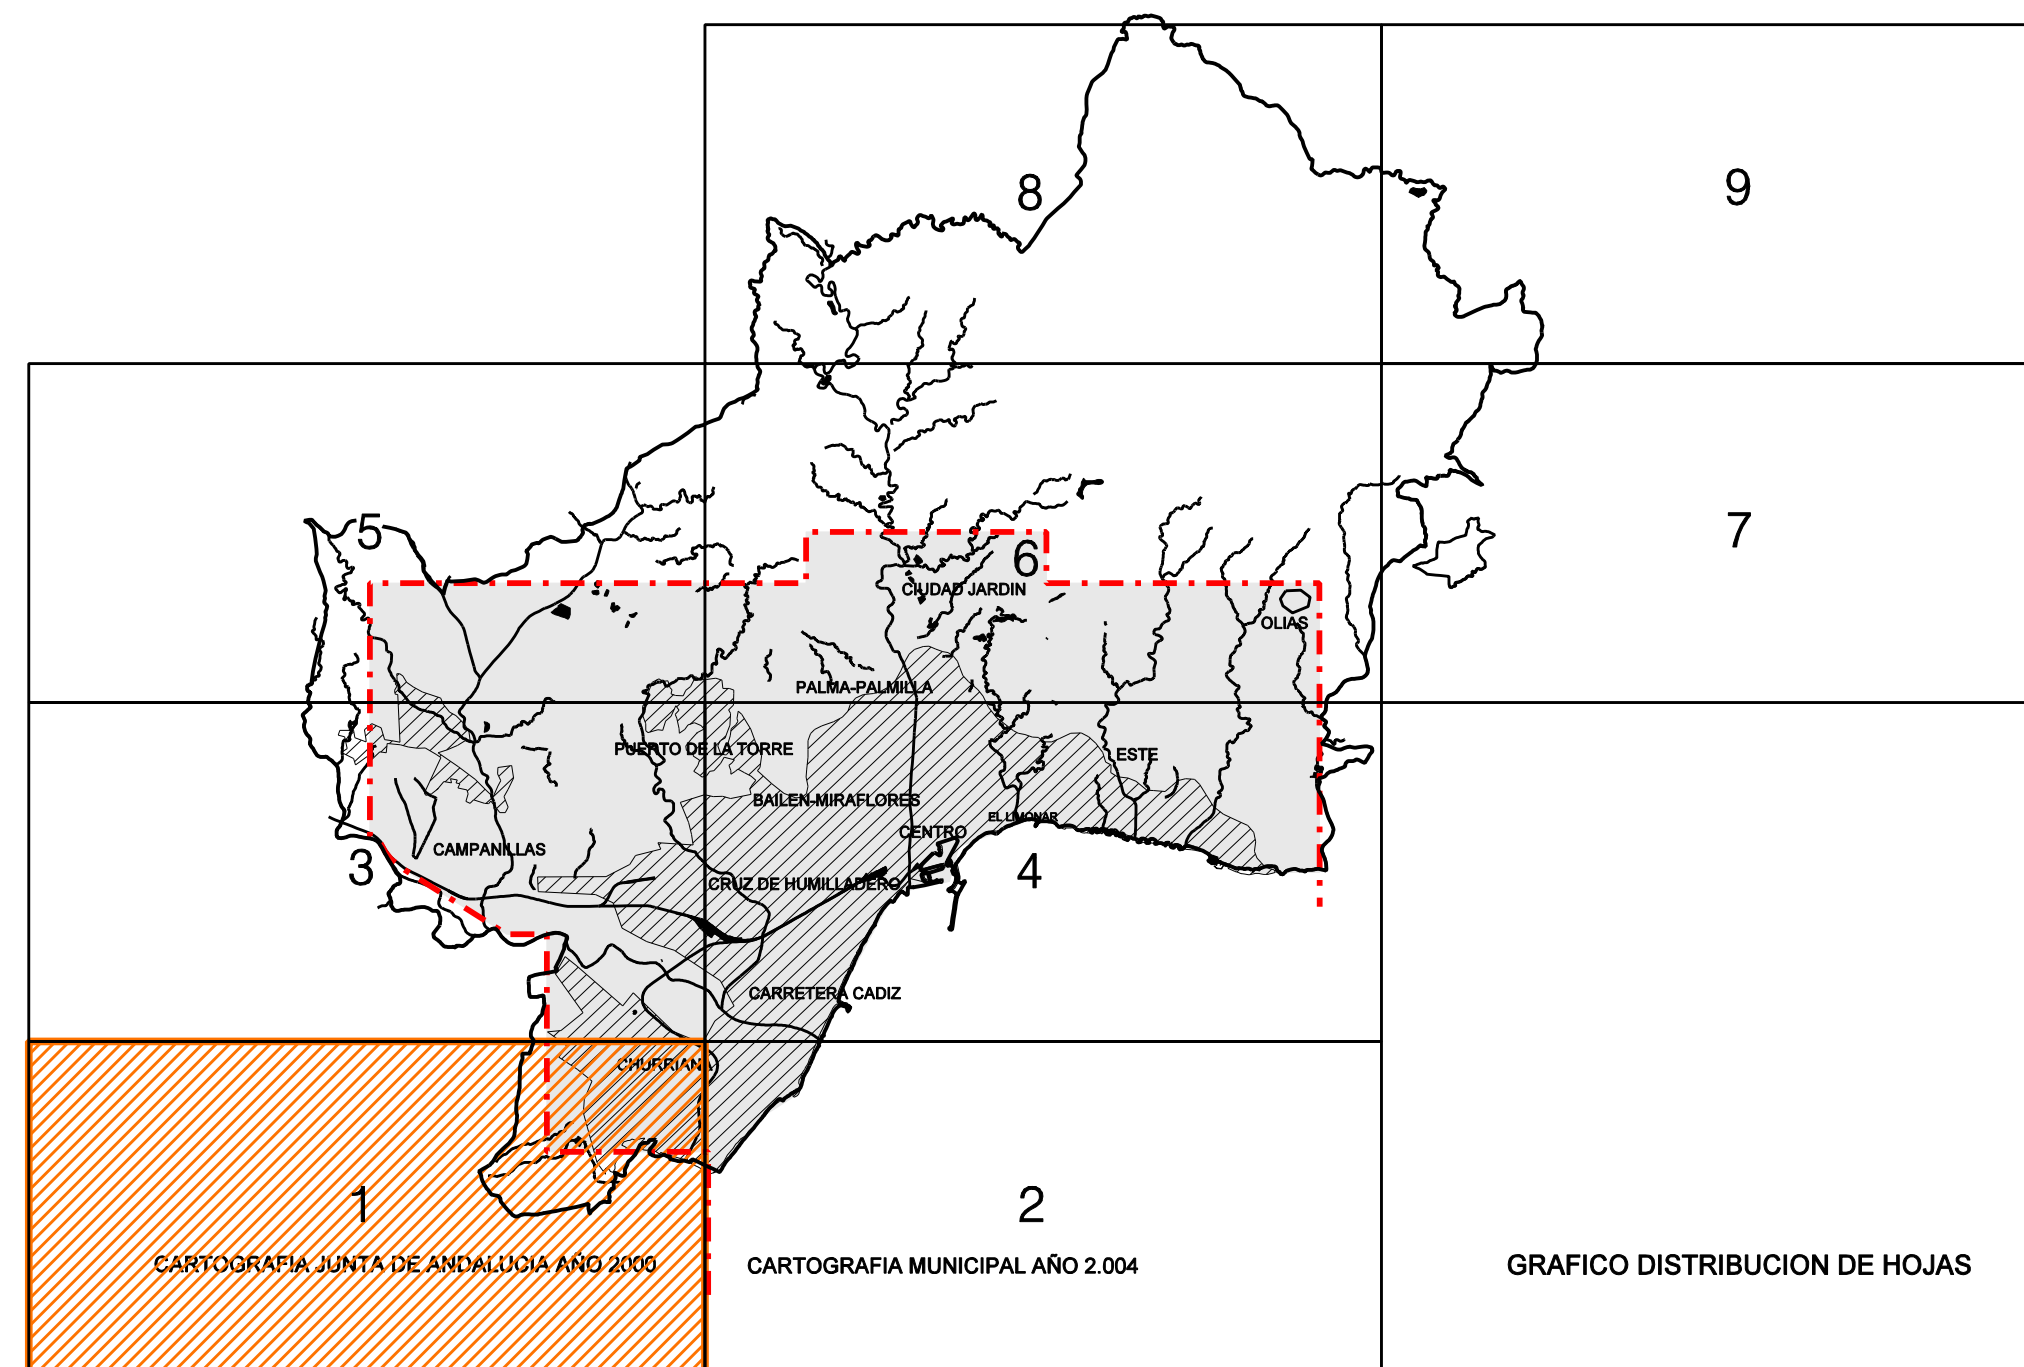 8
9
5
6
7
CIUDAD JARDIN
OLIAS
PALMA-PALMILLA
PUERTO DE LA TORRE
ESTE
BAILEN-MIRAFLORES
EL LIMONAR
CENTRO
CAMPANILLAS
3
4
CRUZ DE HUMILLADERO
CARRETERA CADIZ
CHURRIANA
1
2
CARTOGRAFIA JUNTA DE ANDALUCIA AÑO 2000
CARTOGRAFIA MUNICIPAL AÑO 2.004
GRAFICO DISTRIBUCION DE HOJAS